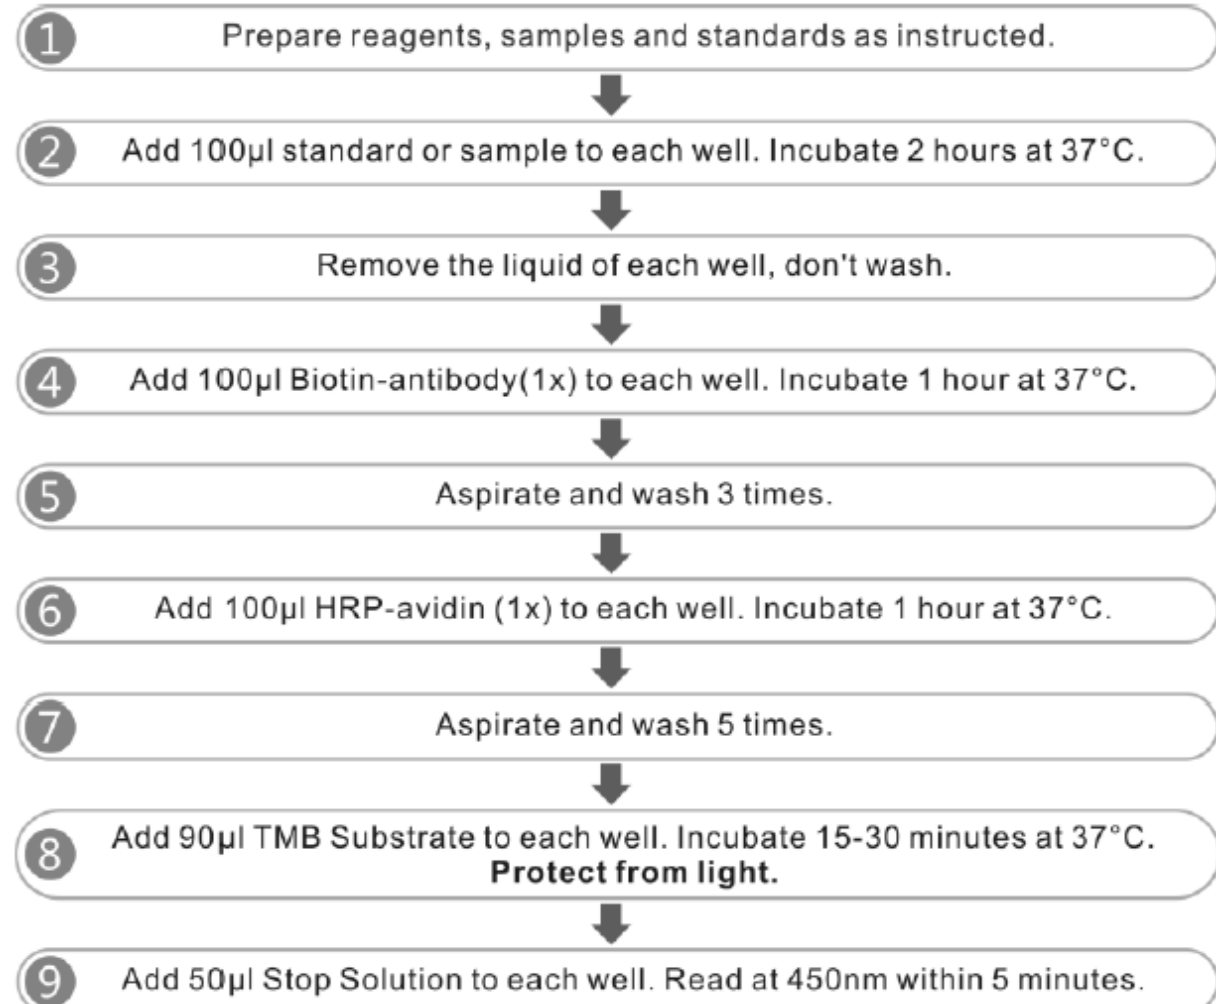 1 Prepare reagents, samples and standards as instructed.
2 Add 100µl standard or sample to each well. Incubate 2 hours at 37°C.
3 Remove the liquid of each well, don't wash.
4 Add 100µl Biotin-antibody(1x) to each well. Incubate 1 hour at 37°C.
5 Aspirate and wash 3 times.
6 Add 100µl HRP-avidin (1x) to each well. Incubate 1 hour at 37°C.
7 Aspirate and wash 5 times.
8 Add 90µl TMB Substrate to each well. Incubate 15-30 minutes at 37°C.
Protect from light.
9 Add 50µl Stop Solution to each well. Read at 450nm within 5 minutes.